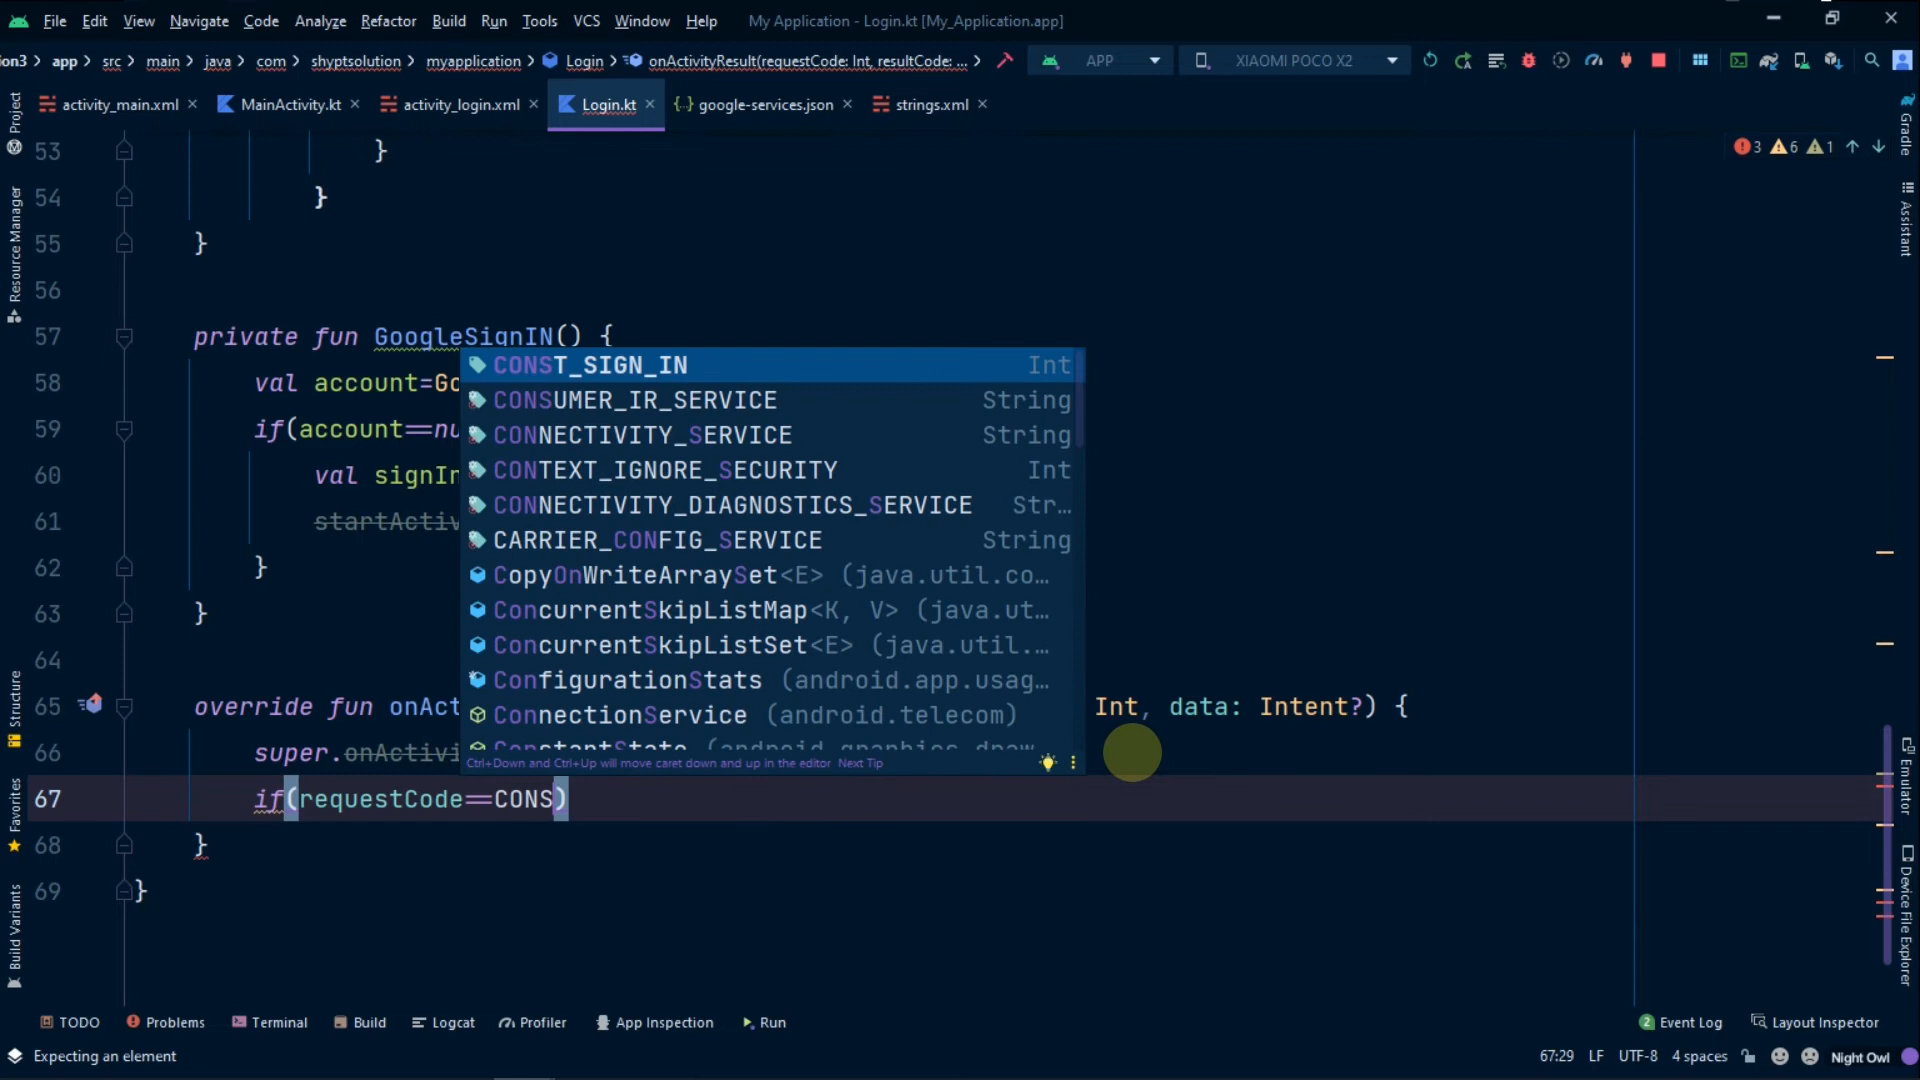 File Edit View Navigate Code Analyze Refactor Build Run Tools VCS Window Help My Application - Login.kt [My_Application.app]
ion3 app src main java com shyptsolution myapplication Login onActivityResult(requestCode: Int, resultCode: ... APP XIAOMI POCO X2
activity_main.xml MainActivity.kt activity_login.xml Login.kt google-services.json strings.xml
Project
Resource Manager
Structure
Favorites
Build Variants
Gradle
Assistant
Emulator
Device File Explorer
3 6 1
53 }
54 }
55 }
56
57 private fun GoogleSignIN() {
58 val account=Go
59 if(account==nu
60 val signIn
61 startActiv
62 }
63 }
64
65 override fun onAct Int, data: Intent?) {
66 super.onActivi
67 if(requestCode==CONS)
68 }
69 }
CONST_SIGN_IN Int
CONSUMER_IR_SERVICE String
CONNECTIVITY_SERVICE String
CONTEXT_IGNORE_SECURITY Int
CONNECTIVITY_DIAGNOSTICS_SERVICE Str...
CARRIER_CONFIG_SERVICE String
CopyOnWriteArraySet<E> (java.util.co...
ConcurrentSkipListMap<K, V> (java.ut...
ConcurrentSkipListSet<E> (java.util....
ConfigurationStats (android.app.usag...
ConnectionService (android.telecom)
ConstantState (android.graphics.draw
Ctrl+Down and Ctrl+Up will move caret down and up in the editor Next Tip
TODO Problems Terminal Build Logcat Profiler App Inspection Run 2 Event Log Layout Inspector
Expecting an element 67:29 LF UTF-8 4 spaces Night Owl